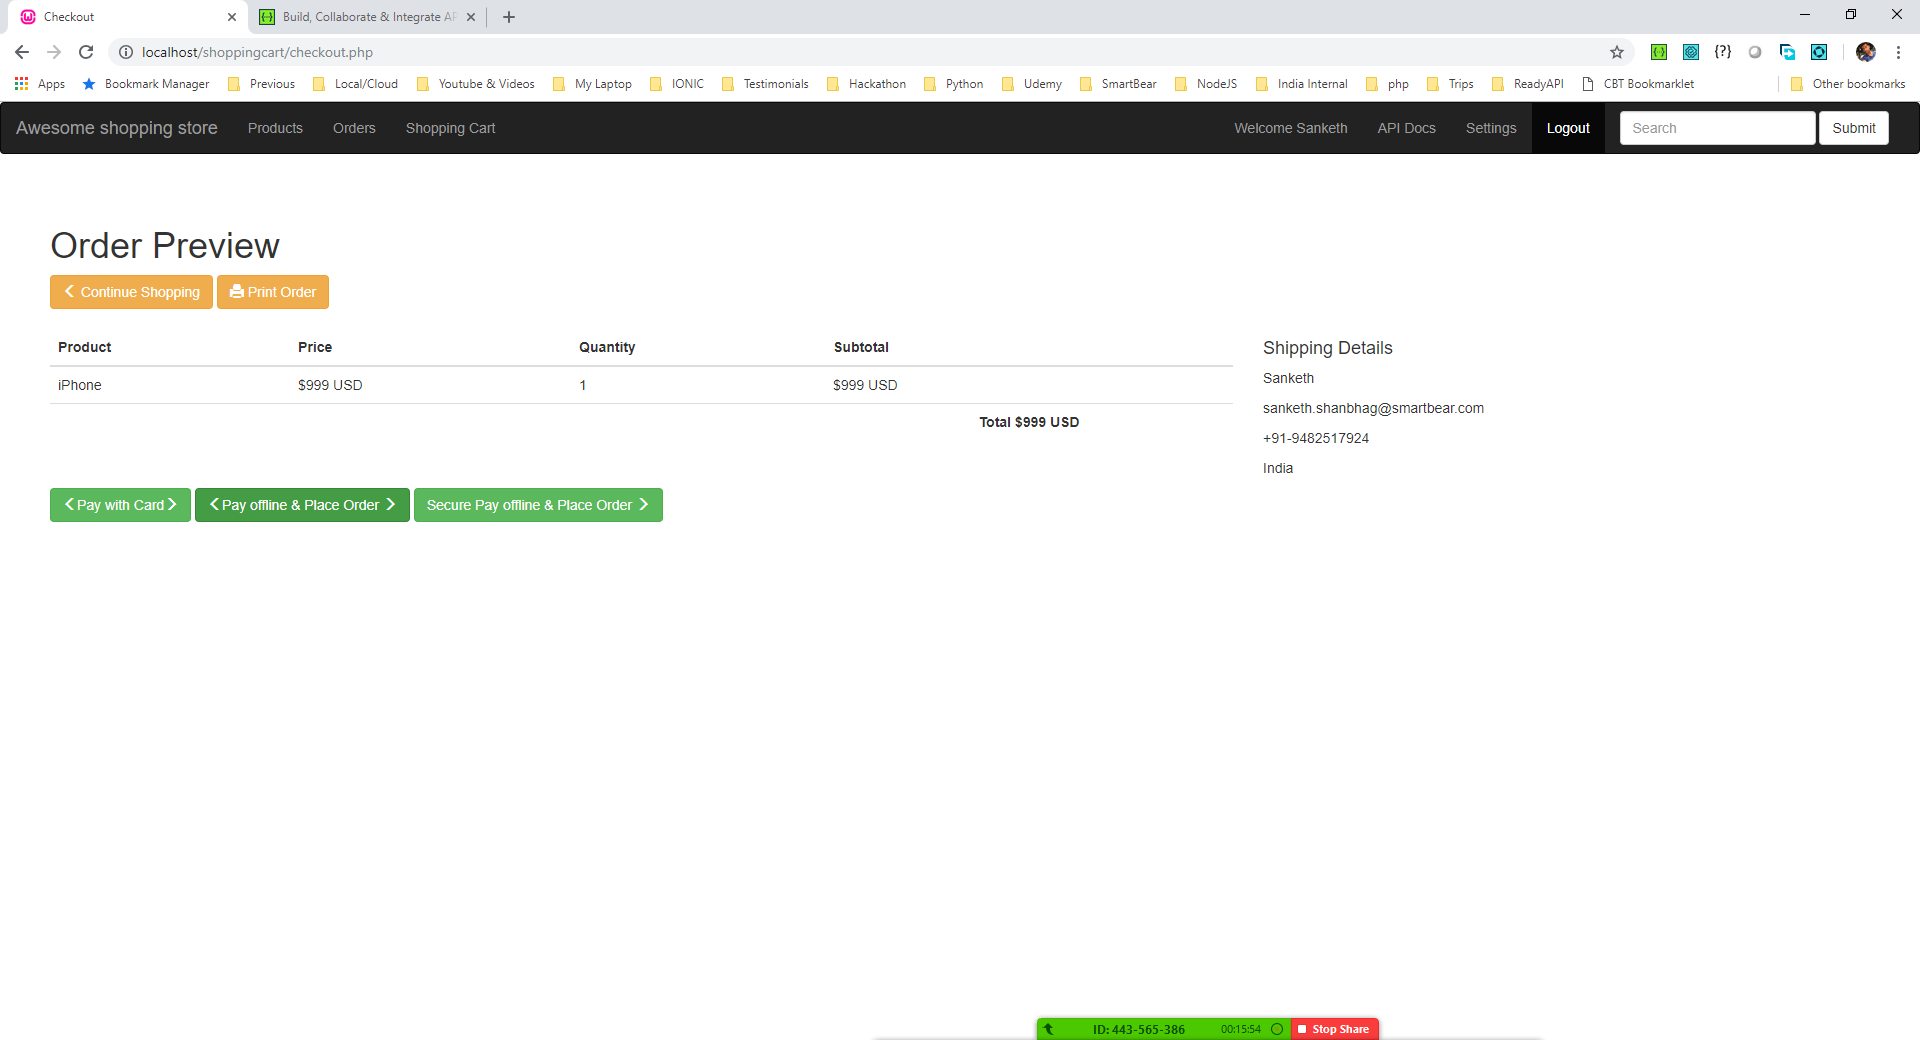 Checkout
Build, Collaborate & Integrate AP
localhost/shoppingcart/checkout.php
Apps Bookmark Manager Previous Local/Cloud Youtube & Videos My Laptop IONIC Testimonials Hackathon Python Udemy SmartBear NodeJS India Internal php Trips ReadyAPI CBT Bookmarklet Other bookmarks
Awesome shopping store Products Orders Shopping Cart Welcome Sanketh API Docs Settings Logout Search Submit
Order Preview
Continue Shopping Print Order
Product Price Quantity Subtotal
iPhone $999 USD 1 $999 USD
Total $999 USD
Shipping Details
Sanketh
sanketh.shanbhag@smartbear.com
+91-9482517924
India
Pay with Card Pay offline & Place Order Secure Pay offline & Place Order
ID: 443-565-386 00:15:54 Stop Share